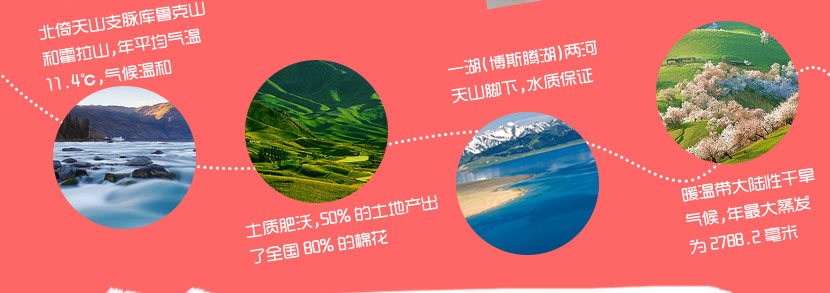 北倚天山支脉库鲁克山
和霍拉山,年平均气温
11.4℃,气候温和
土质肥沃,50% 的土地产出
了全国 80% 的棉花
一湖(博斯腾湖)两河
天山脚下,水质保证
暖温带大陆性干旱
气候,年最大蒸发
为 2788.2 毫米